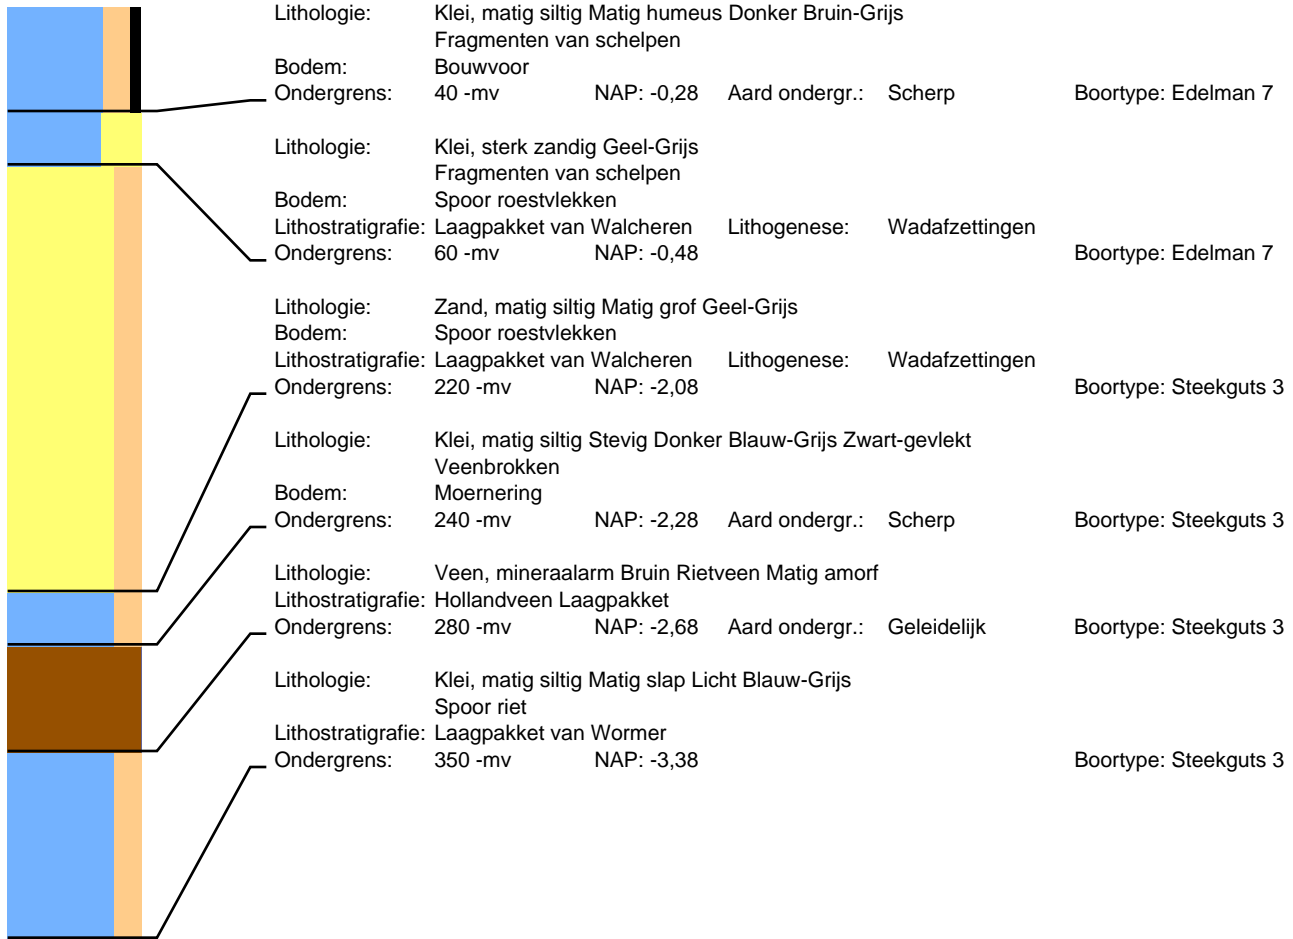 Lithologie: Klei, matig siltig Matig humeus Donker Bruin-Grijs
Fragmenten van schelpen
Bodem: Bouwvoor
Ondergrens: 40 -mv NAP: -0,28 Aard ondergr.: Scherp Boortype: Edelman 7
Lithologie: Klei, sterk zandig Geel-Grijs
Fragmenten van schelpen
Bodem: Spoor roestvlekken
Lithostratigrafie: Laagpakket van Walcheren Lithogenese: Wadafzettingen
Ondergrens: 60 -mv NAP: -0,48 Boortype: Edelman 7
Lithologie: Zand, matig siltig Matig grof Geel-Grijs
Bodem: Spoor roestvlekken
Lithostratigrafie: Laagpakket van Walcheren Lithogenese: Wadafzettingen
Ondergrens: 220 -mv NAP: -2,08 Boortype: Steekguts 3
Lithologie: Klei, matig siltig Stevig Donker Blauw-Grijs Zwart-gevlekt
Veenbrokken
Bodem: Moernering
Ondergrens: 240 -mv NAP: -2,28 Aard ondergr.: Scherp Boortype: Steekguts 3
Lithologie: Veen, mineraalarm Bruin Rietveen Matig amorf
Lithostratigrafie: Hollandveen Laagpakket
Ondergrens: 280 -mv NAP: -2,68 Aard ondergr.: Geleidelijk Boortype: Steekguts 3
Lithologie: Klei, matig siltig Matig slap Licht Blauw-Grijs
Spoor riet
Lithostratigrafie: Laagpakket van Wormer
Ondergrens: 350 -mv NAP: -3,38 Boortype: Steekguts 3